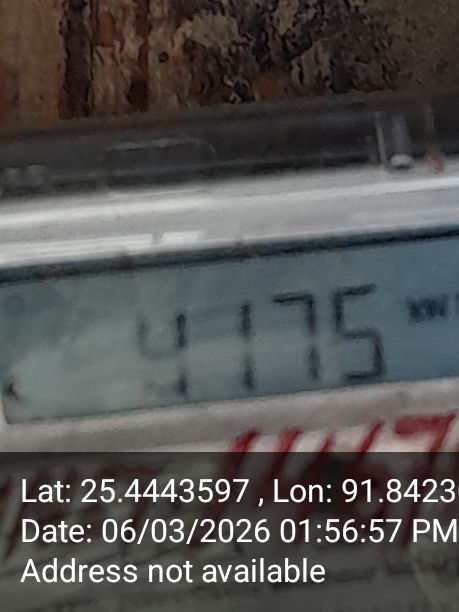 4175
Lat: 25.4443597 , Lon: 91.8423
Date: 06/03/2026 01:56:57 PM
Address not available